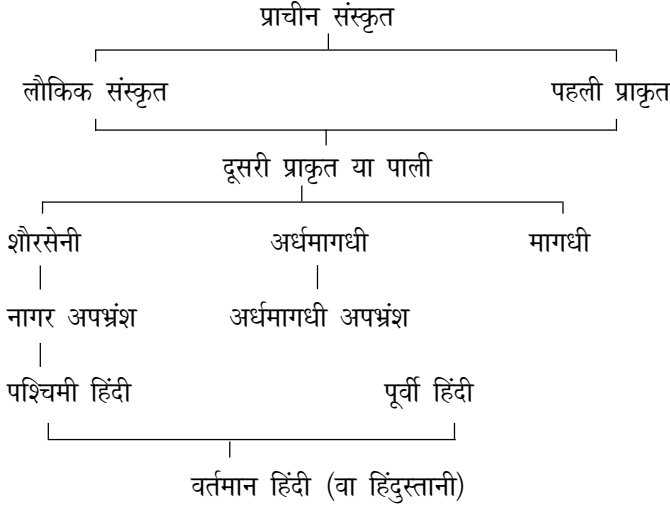 प्राचीन संस्कृत
लौकिक संस्कृत पहली प्राकृत
दूसरी प्राकृत या पाली
शौरसेनी अर्धमागधी मागधी
नागर अपभ्रंश अर्धमागधी अपभ्रंश
पश्चिमी हिंदी पूर्वी हिंदी
वर्तमान हिंदी (वा हिंदुस्तानी)